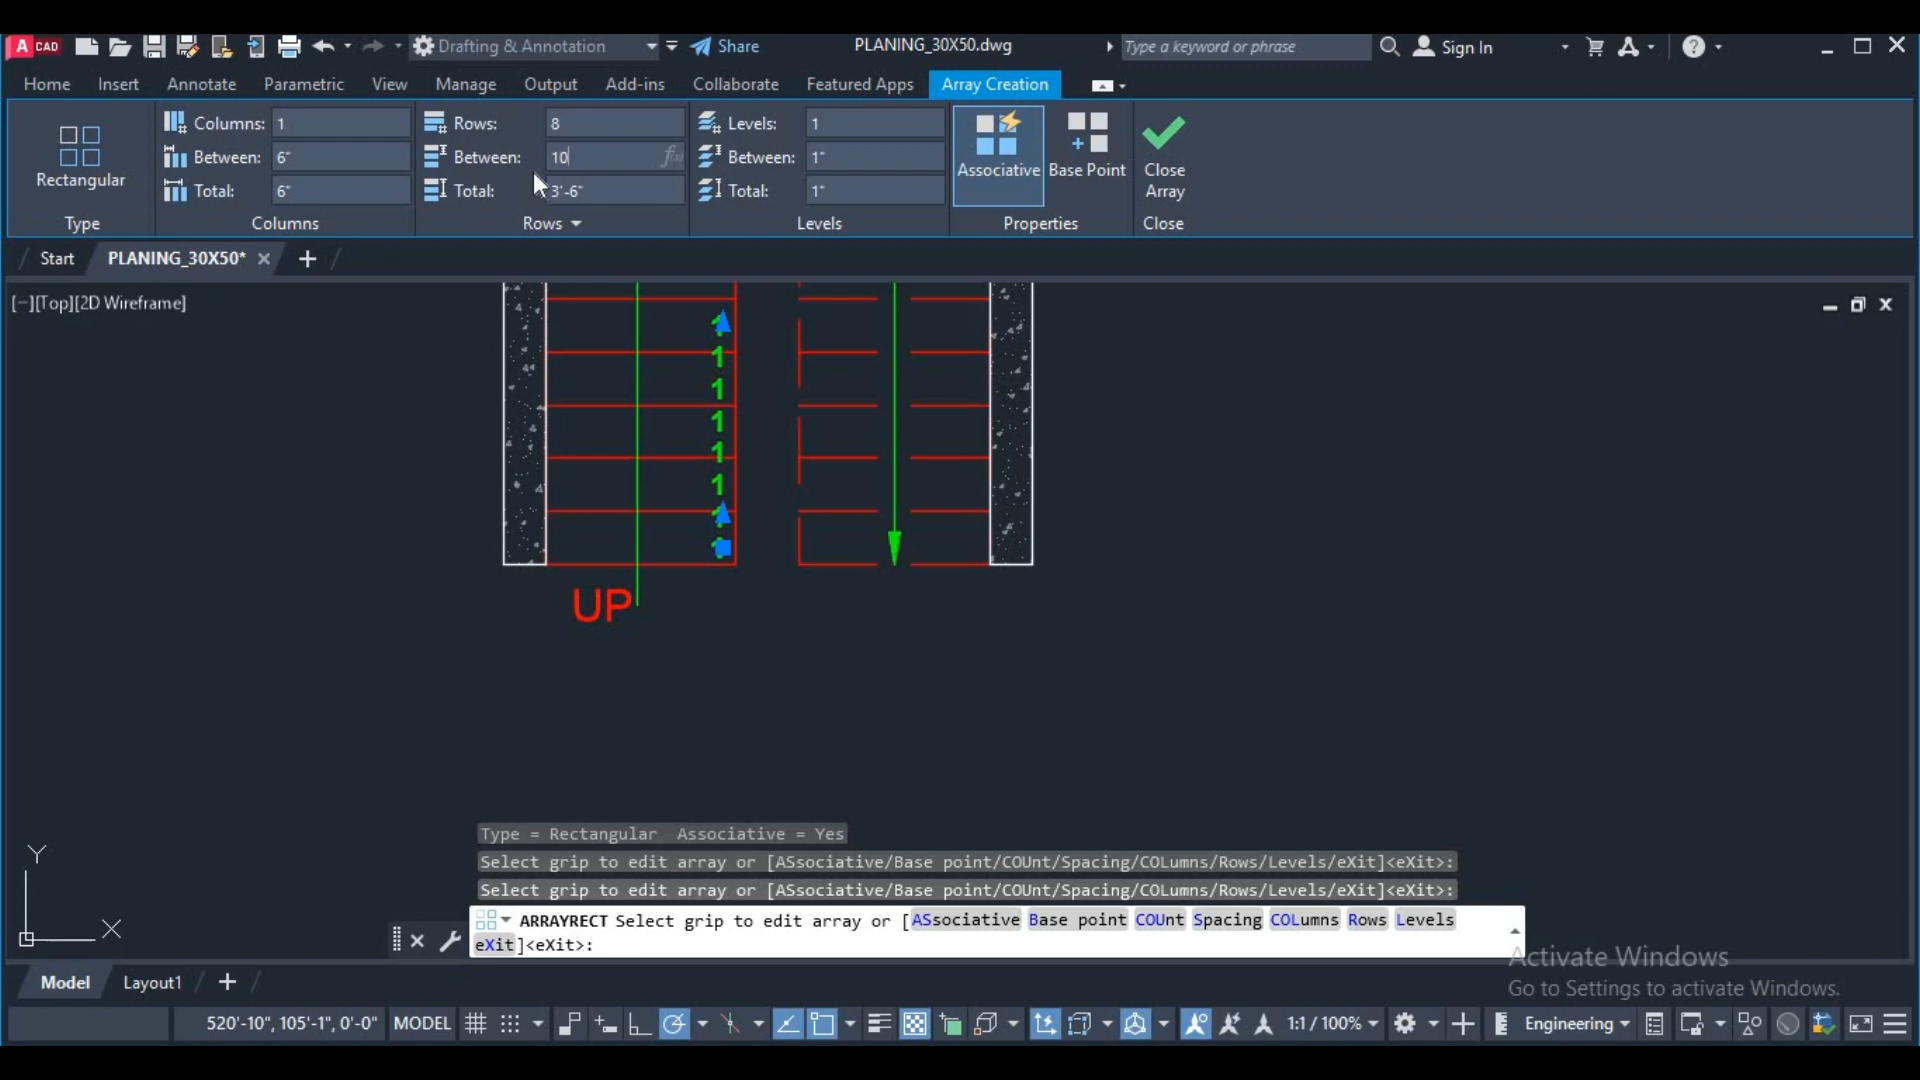 A CAD Drafting & Annotation Share PLANING_30X50.dwg Type a keyword or phrase Sign In
Home Insert Annotate Parametric View Manage Output Add-ins Collaborate Featured Apps Array Creation
Columns: 1 Rows: 8 Levels: 1
Between: 6" Between: 10 Between: 1"
Total: 6" Total: 3'-6" Total: 1"
Rectangular Associative Base Point Close Array
Type Columns Rows Levels Properties Close
Start PLANING_30X50*
[−][Top][2D Wireframe]
1
1
1
1
1
1
1
1
UP
Type = Rectangular  Associative = Yes
Select grip to edit array or [ASsociative/Base point/COUnt/Spacing/COLumns/Rows/Levels/eXit]<eXit>:
Select grip to edit array or [ASsociative/Base point/COUnt/Spacing/COLumns/Rows/Levels/eXit]<eXit>:
ARRAYRECT Select grip to edit array or [ASsociative Base point COUnt Spacing COLumns Rows Levels
eXit]<eXit>:
Y
X
Activate Windows
Go to Settings to activate Windows.
Model Layout1
520'-10", 105'-1", 0'-0" MODEL 1:1 / 100% Engineering